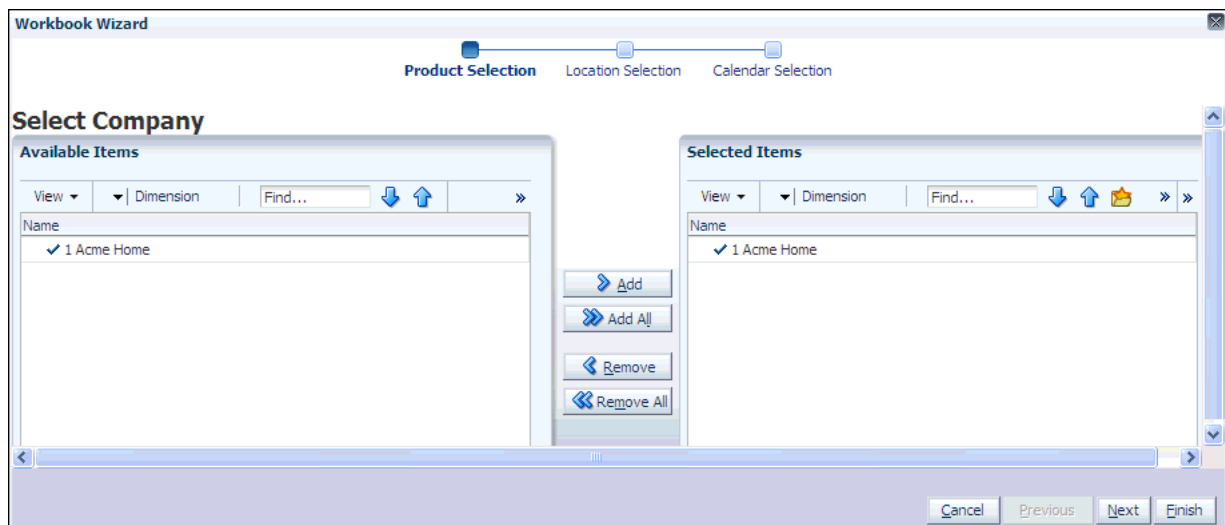 Workbook Wizard
Product Selection Location Selection Calendar Selection
Select Company
Available Items
View Dimension Find...
Name
1 Acme Home
Add
Add All
Remove
Remove All
Selected Items
View Dimension Find...
Name
1 Acme Home
Cancel Previous Next Finish